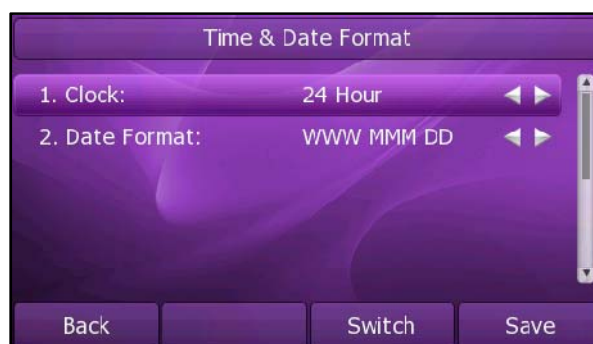 Time & Date Format
1. Clock: 24 Hour
2. Date Format: WWW MMM DD
Back Switch Save